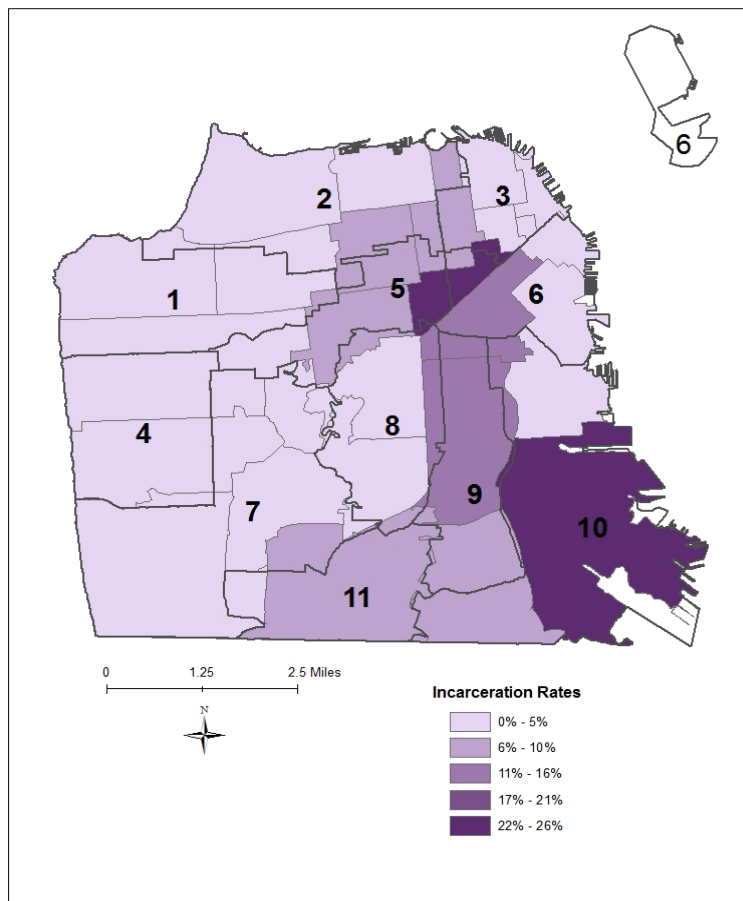 6
2
3
1
5
6
4
8
7
9
10
11
0 1.25 2.5 Miles
N
Incarceration Rates
0% - 5%
6% - 10%
11% - 16%
17% - 21%
22% - 26%